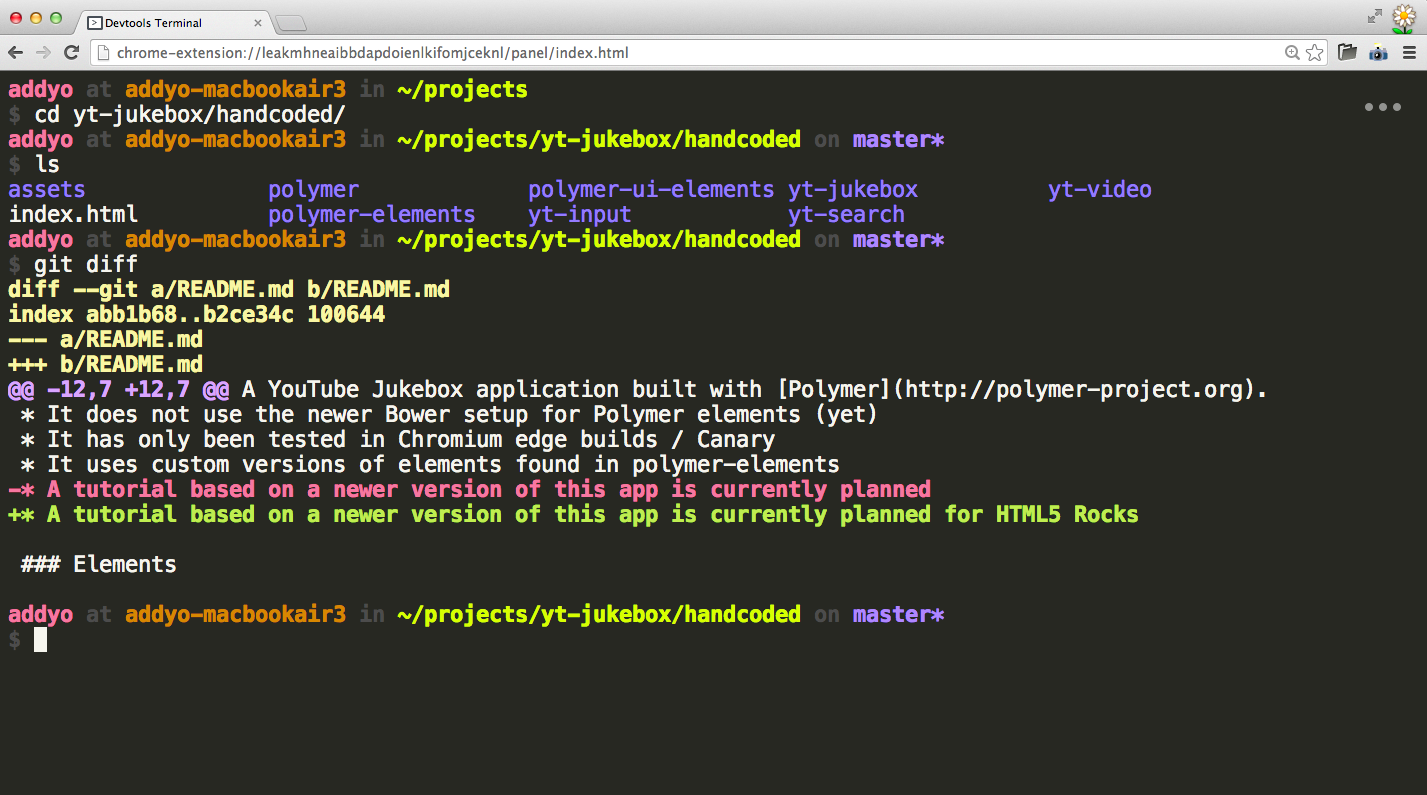 Devtools Terminal
chrome-extension://leakmhneaibbdapdoienlkifomjceknl/panel/index.html
addyo at addyo-macbookair3 in ~/projects
$ cd yt-jukebox/handcoded/
addyo at addyo-macbookair3 in ~/projects/yt-jukebox/handcoded on master*
$ ls
assets polymer polymer-ui-elements yt-jukebox yt-video
index.html polymer-elements yt-input yt-search
addyo at addyo-macbookair3 in ~/projects/yt-jukebox/handcoded on master*
$ git diff
diff --git a/README.md b/README.md
index abb1b68..b2ce34c 100644
--- a/README.md
+++ b/README.md
@@ -12,7 +12,7 @@ A YouTube Jukebox application built with [Polymer](http://polymer-project.org).
 * It does not use the newer Bower setup for Polymer elements (yet)
 * It has only been tested in Chromium edge builds / Canary
 * It uses custom versions of elements found in polymer-elements
-* A tutorial based on a newer version of this app is currently planned
+* A tutorial based on a newer version of this app is currently planned for HTML5 Rocks
 ### Elements
addyo at addyo-macbookair3 in ~/projects/yt-jukebox/handcoded on master*
$